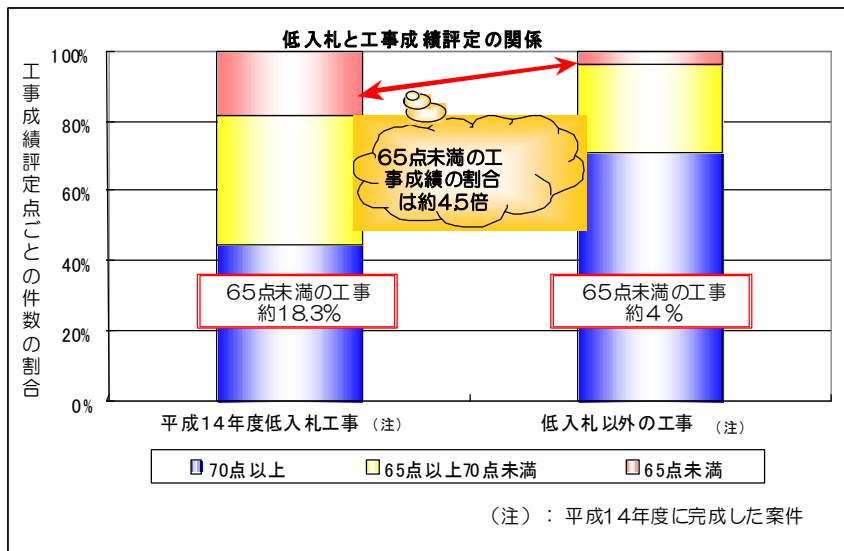 低入札と工事成績評定の関係
工事成績評定点ごとの件数の割合
100%
80%
60%
40%
20%
0%
65点未満の工
事成績の割合
は約4.5倍
65点未満の工事
約18.3%
65点未満の工事
約4%
平成14年度低入札工事 (注)
低入札以外の工事 (注)
70点以上 65点以上70点未満 65点未満
(注)：平成14年度に完成した案件